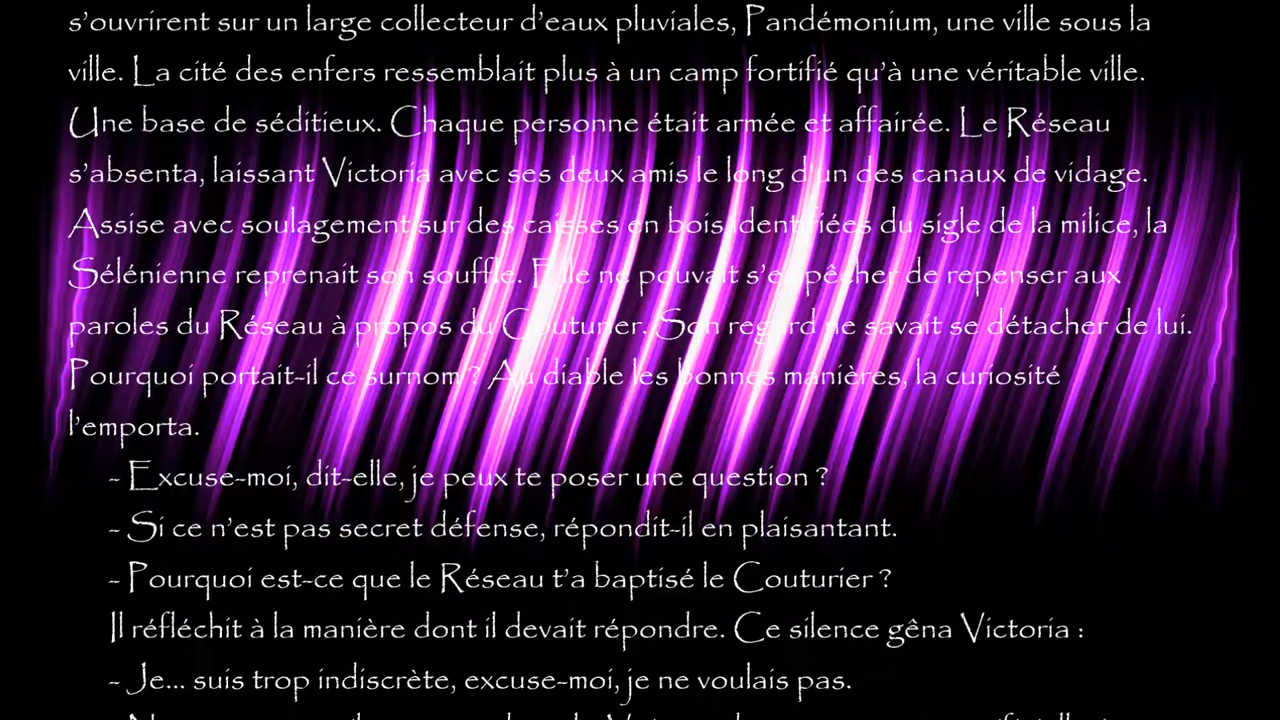 s’ouvrirent sur un large collecteur d’eaux pluviales, Pandémonium, une ville sous la
ville. La cité des enfers ressemblait plus à un camp fortifié qu’à une véritable ville.
Une base de séditieux. Chaque personne était armée et affairée. Le Réseau
s’absenta, laissant Victoria avec ses deux amis le long d’un des canaux de vidage.
Assise avec soulagement sur des caisses en bois identifiées du sigle de la milice, la
Sélénienne reprenait son souffle. Elle ne pouvait s’empêcher de repenser aux
paroles du Réseau à propos du Couturier. Son regard ne savait se détacher de lui.
Pourquoi portait-il ce surnom ? Au diable les bonnes manières, la curiosité
l’emporta.
- Excuse-moi, dit-elle, je peux te poser une question ?
- Si ce n’est pas secret défense, répondit-il en plaisantant.
- Pourquoi est-ce que le Réseau t’a baptisé le Couturier ?
Il réfléchit à la manière dont il devait répondre. Ce silence gêna Victoria :
- Je... suis trop indiscrète, excuse-moi, je ne voulais pas.